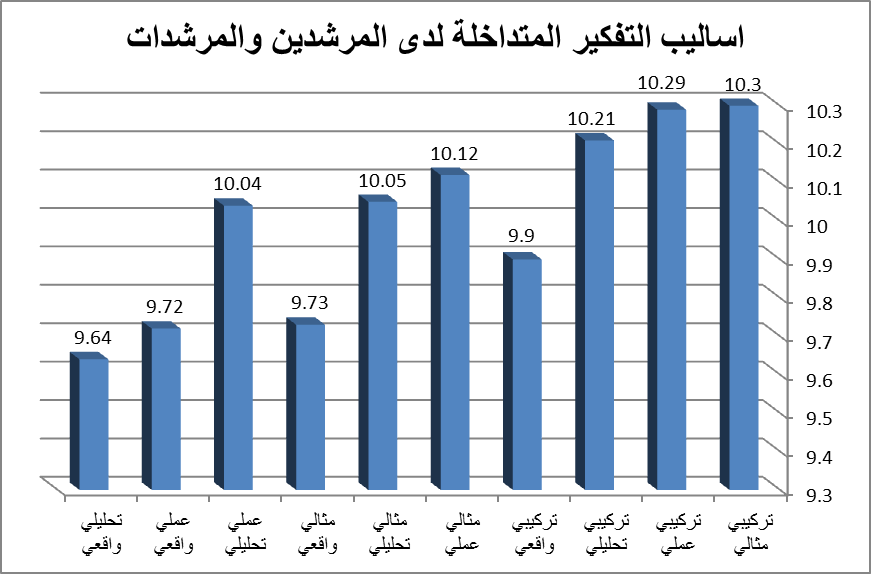 اساليب التفكير المتداخلة لدى المرشدين والمرشدات
10.3
10.29
10.21
9.9
10.12
10.05
9.73
10.04
9.72
9.64
10.3
10.2
10.1
10
9.9
9.8
9.7
9.6
9.5
9.4
9.3
تركيبي
مثالي
تركيبي
عملي
تركيبي
تحليلي
تركيبي
واقعي
مثالي
عملي
مثالي
تحليلي
مثالي
واقعي
عملي
تحليلي
عملي
واقعي
تحليلي
واقعي